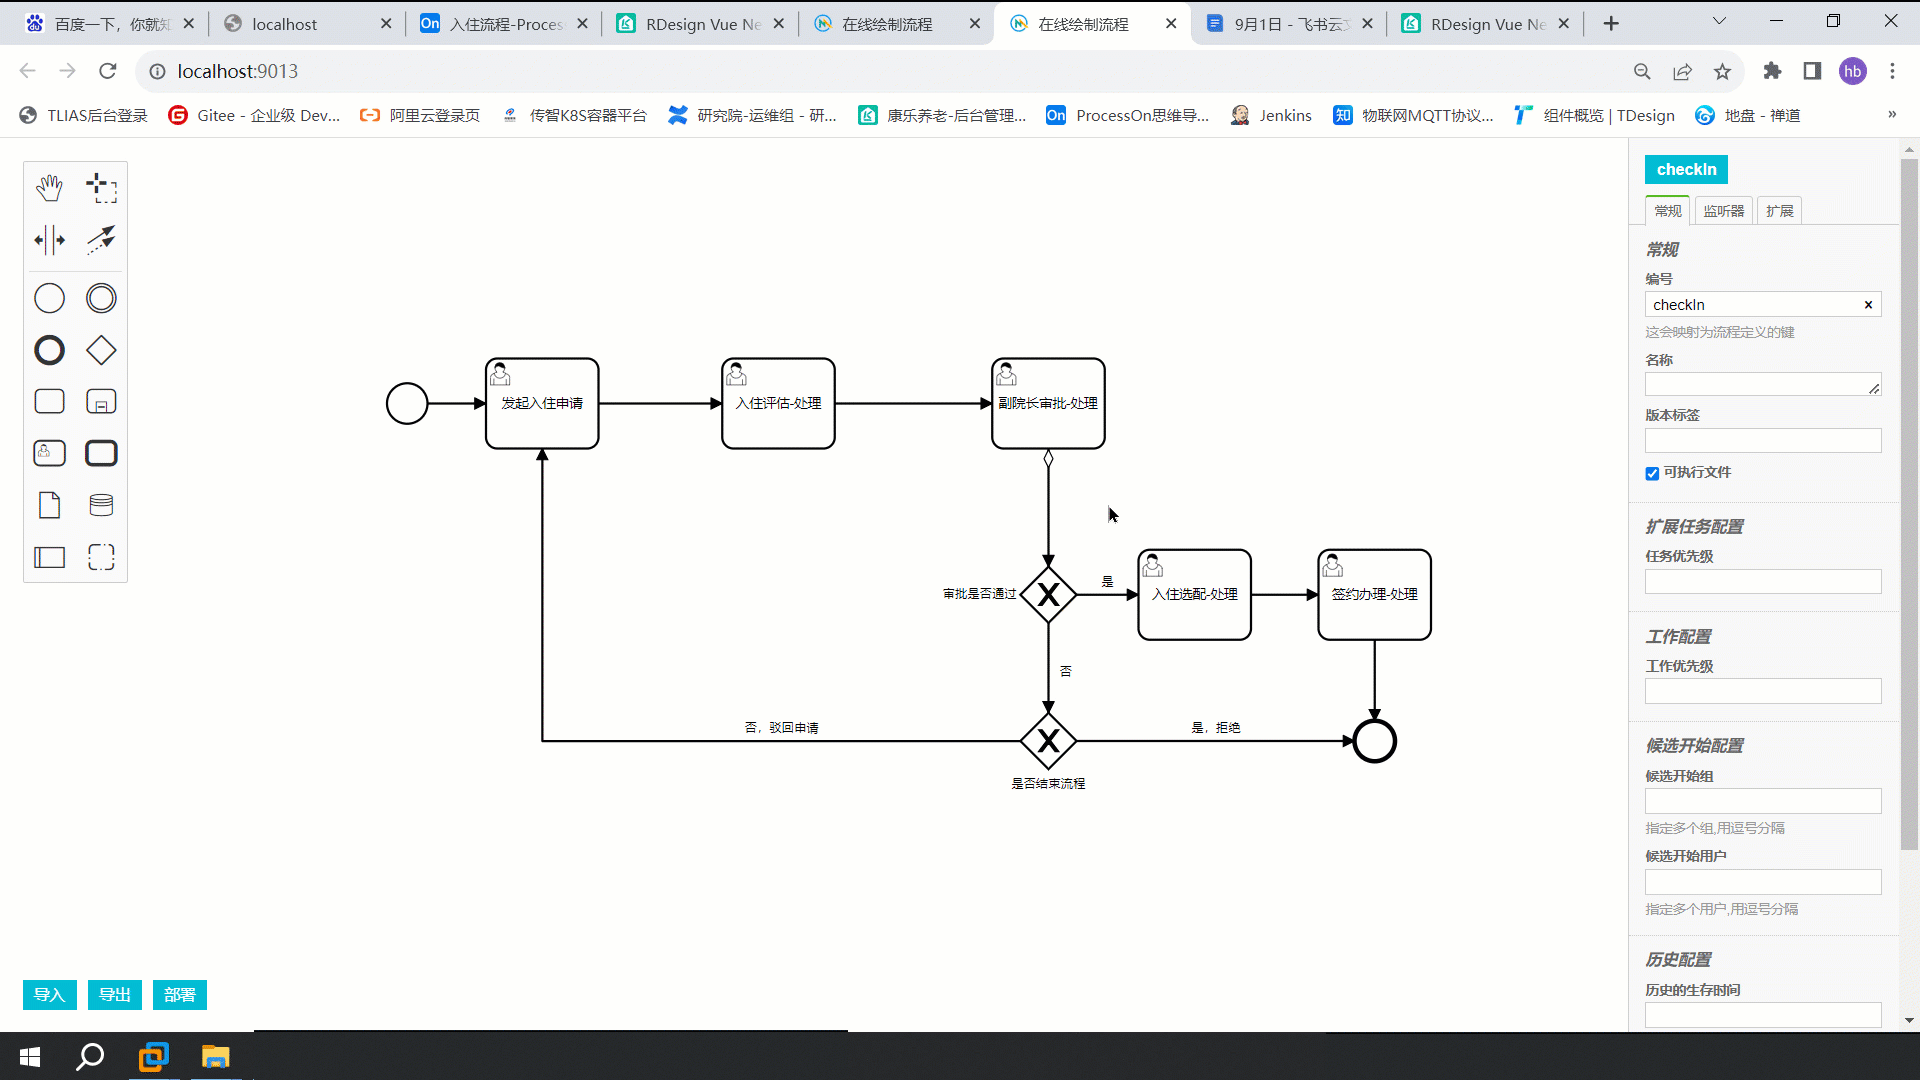 百度一下，你就知
localhost
入住流程-Process
RDesign Vue Ne
在线绘制流程
在线绘制流程
9月1日 - 飞书云文
RDesign Vue Ne
localhost:9013
hb
TLIAS后台登录
Gitee - 企业级 Dev...
阿里云登录页
传智K8S容器平台
研究院-运维组 - 研...
康乐养老-后台管理...
ProcessOn思维导...
Jenkins
物联网MQTT协议...
组件概览 | TDesign
地盘 - 禅道
»
发起入住申请
入住评估-处理
副院长审批-处理
审批是否通过
是
入住选配-处理
签约办理-处理
否
否，驳回申请
是，拒绝
是否结束流程
导入
导出
部署
checkIn
常规
监听器
扩展
常规
编号
checkIn
这会映射为流程定义的键
名称
版本标签
可执行文件
扩展任务配置
任务优先级
工作配置
工作优先级
候选开始配置
候选开始组
指定多个组,用逗号分隔
候选开始用户
指定多个用户,用逗号分隔
历史配置
历史的生存时间